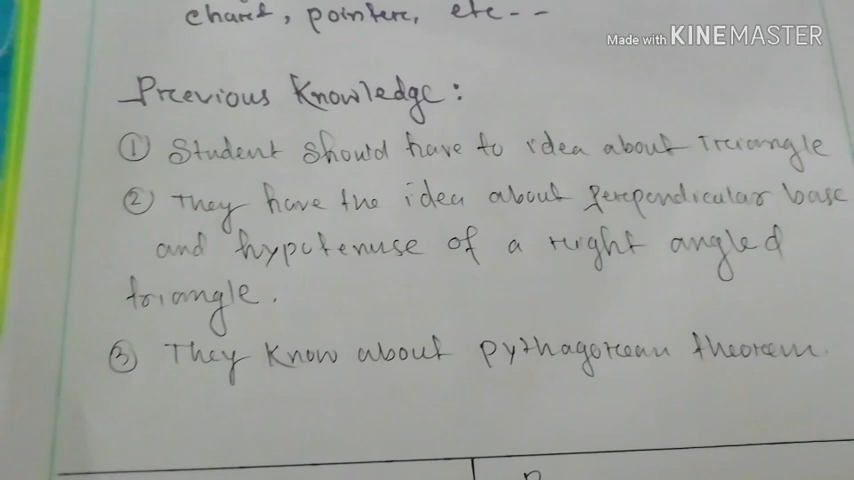 chart, pointer, etc--
Made with KINEMASTER
Previous Knowledge:
① Student should have to idea about Triangle
② They have the idea about perpendicular base
and hypotenuse of a right angled
triangle.
③ They know about pythagorean theorem.